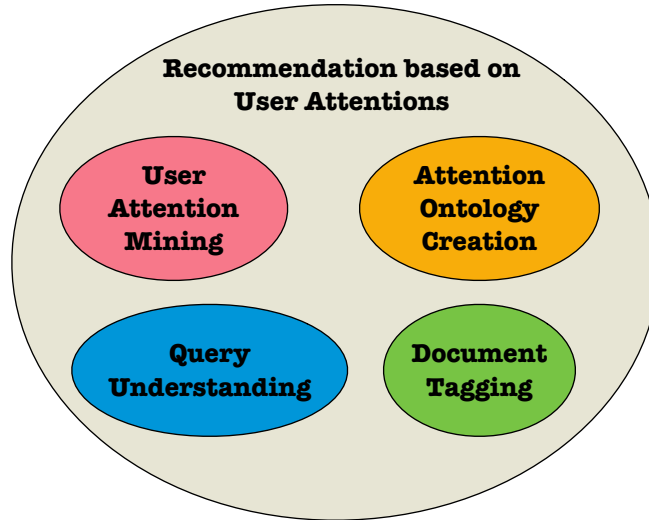 Recommendation based on
User Attentions
User
Attention
Mining
Attention
Ontology
Creation
Query
Understanding
Document
Tagging